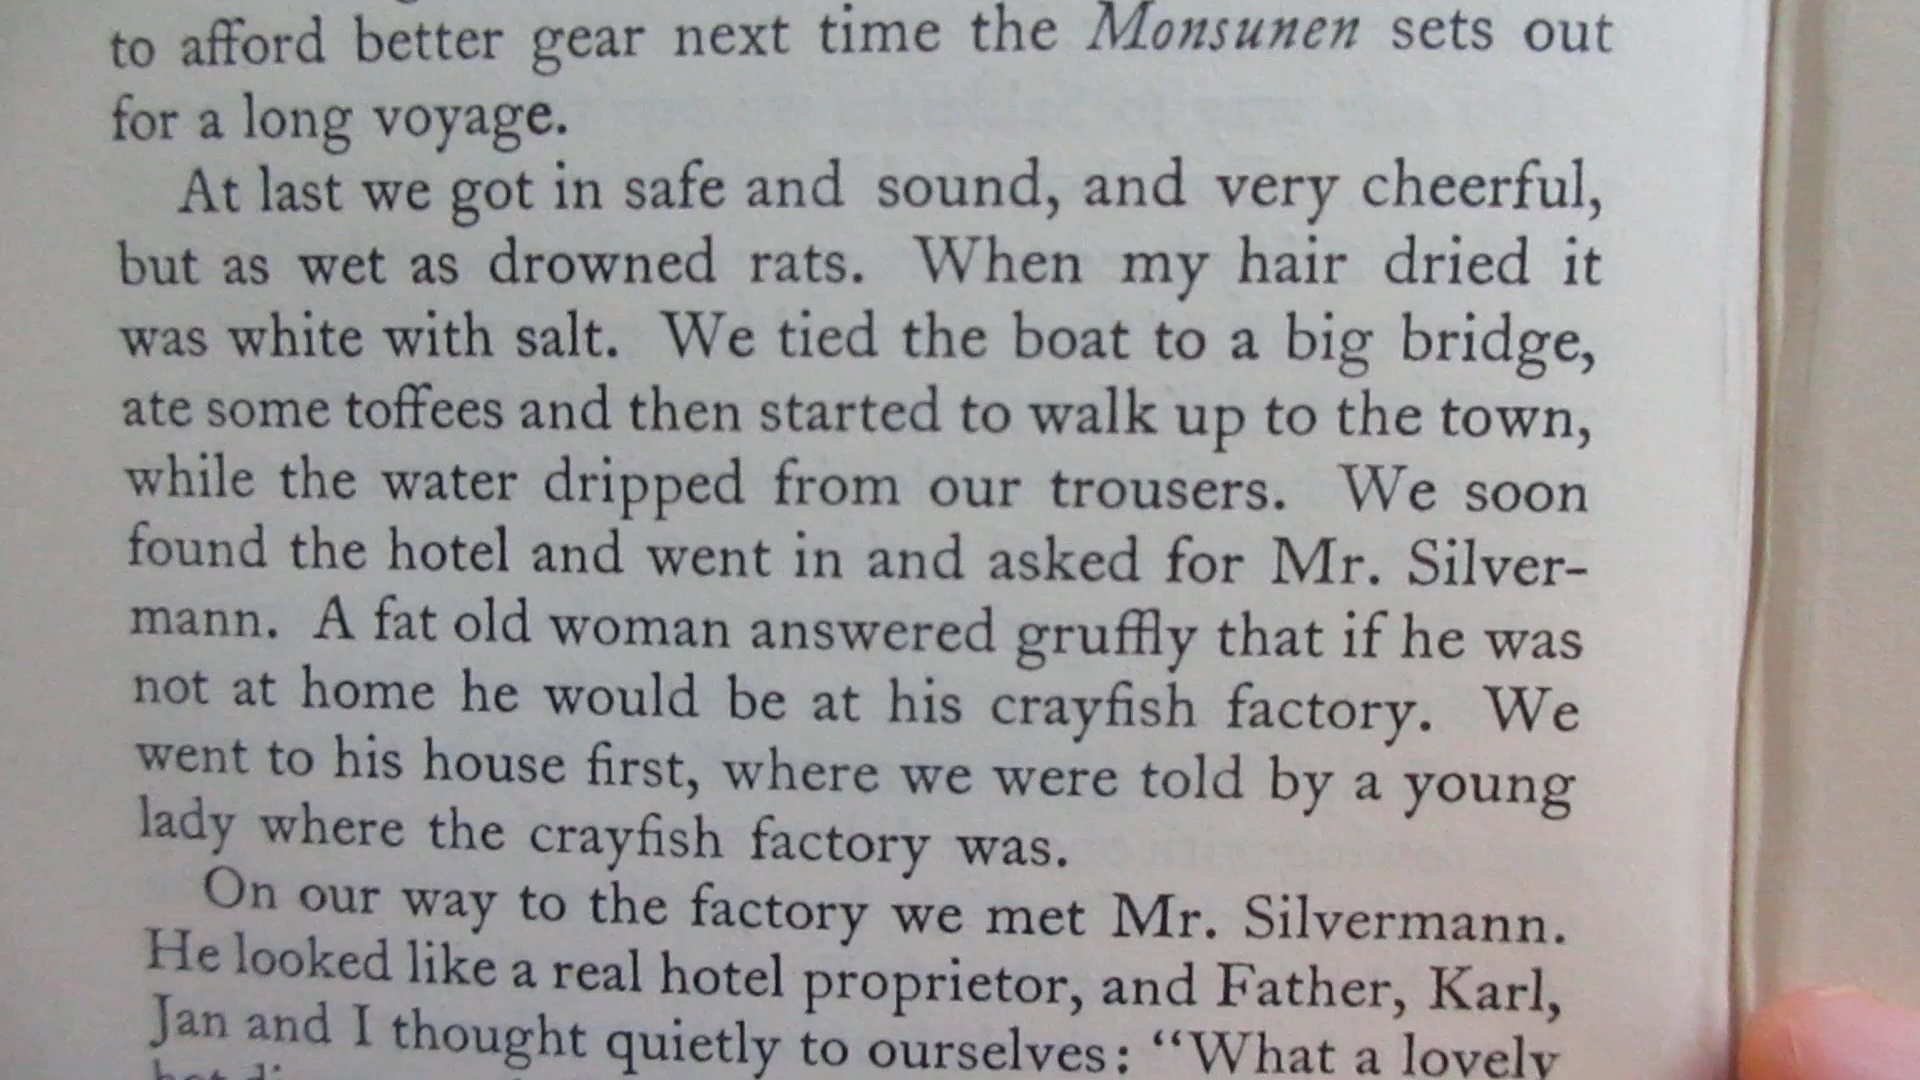 to afford better gear next time the Monsunen sets out
for a long voyage.
At last we got in safe and sound, and very cheerful,
but as wet as drowned rats. When my hair dried it
was white with salt. We tied the boat to a big bridge,
ate some toffees and then started to walk up to the town,
while the water dripped from our trousers. We soon
found the hotel and went in and asked for Mr. Silver-
mann. A fat old woman answered gruffly that if he was
not at home he would be at his crayfish factory. We
went to his house first, where we were told by a young
lady where the crayfish factory was.
On our way to the factory we met Mr. Silvermann.
He looked like a real hotel proprietor, and Father, Karl,
Jan and I thought quietly to ourselves: “What a lovely